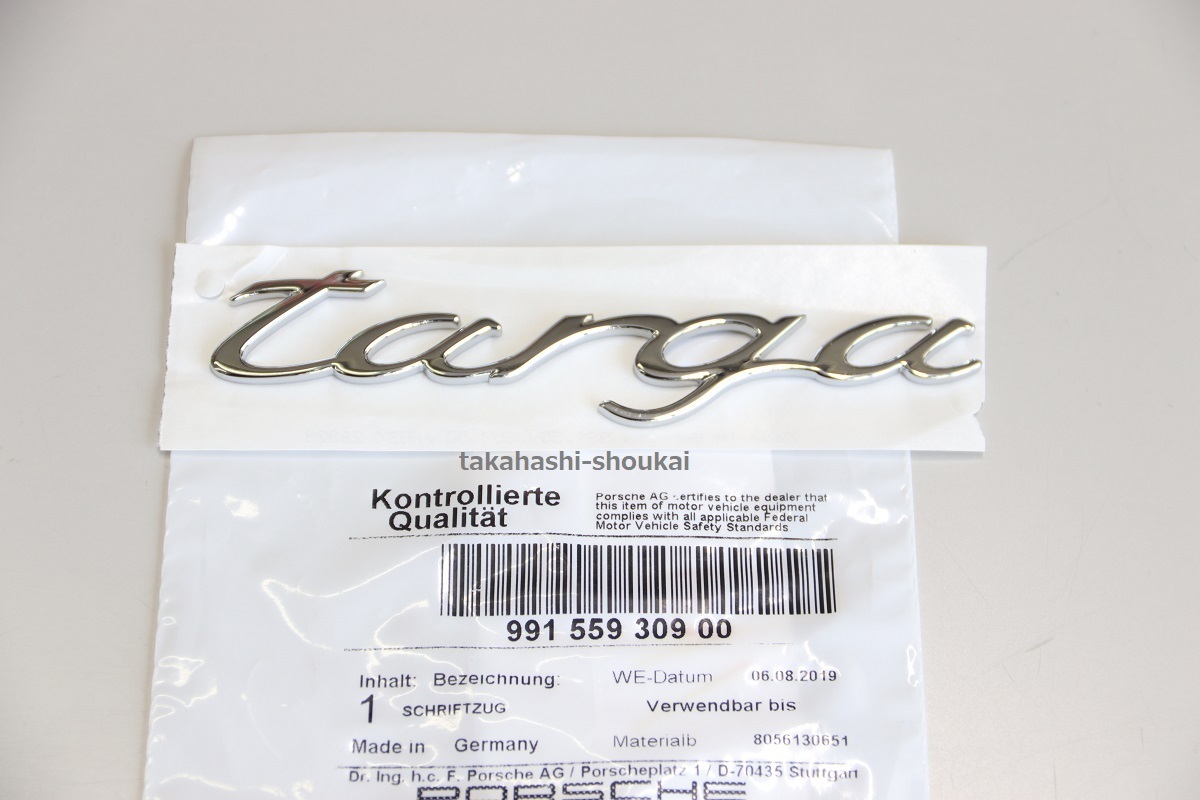 targa
takahashi-shoukai
Kontrollierte
Qualität
Porsche AG certifies to the dealer that
this item of motor vehicle equipment
complies with all applicable Federal
Motor Vehicle Safety Standards
991 559 309 00
Inhalt: Bezeichnung: WE-Datum 06.08.2019
1 SCHRIFTZUG Verwendbar bis
Made in Germany Materialb 8056130651
Dr. Ing. h.c. F. Porsche AG / Porscheplatz 1 / D-70435 Stuttgart
PORSCHE